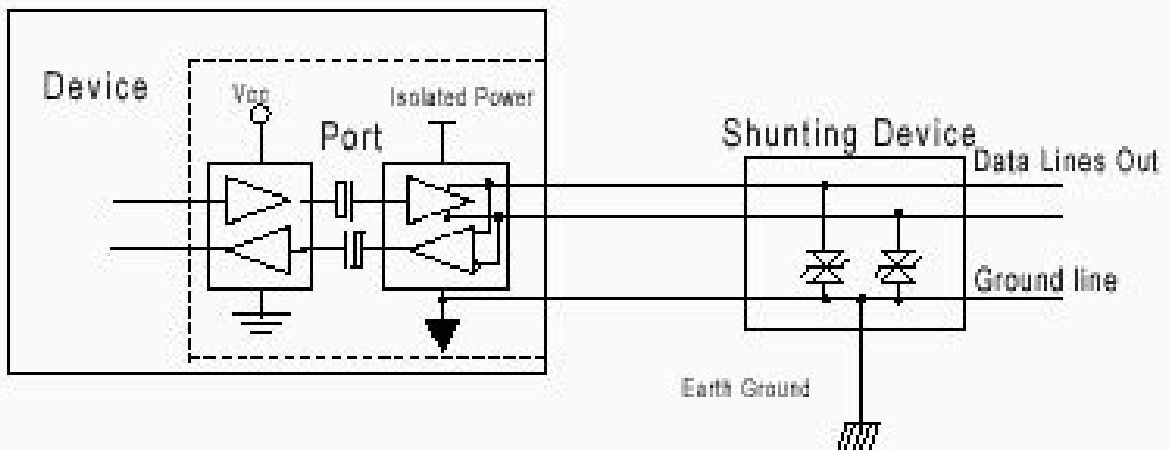 Device
Vcc
Isolated Power
Port
Shunting Device
Data Lines Out
Ground line
Earth Ground